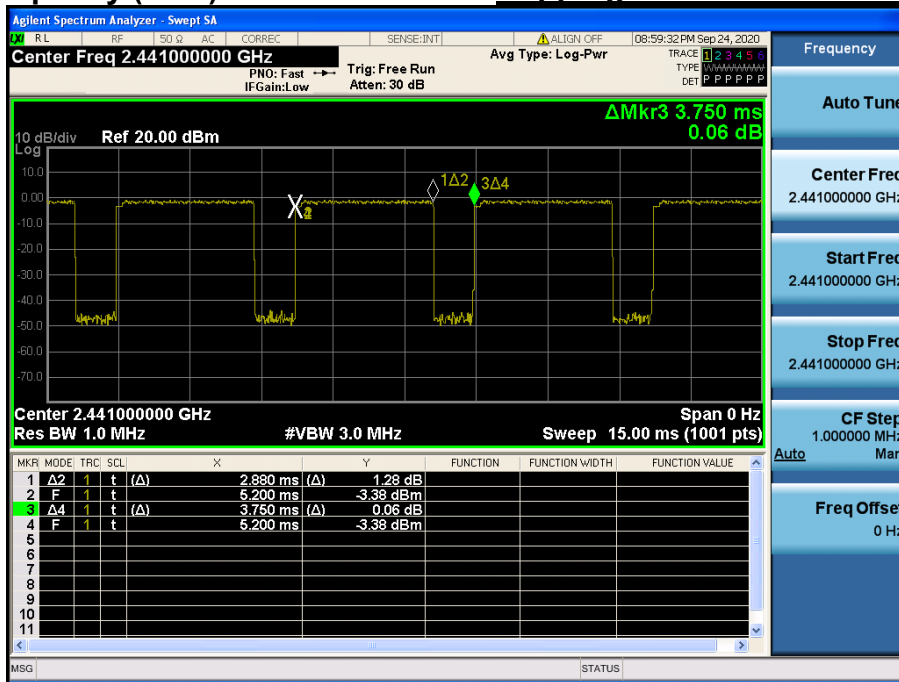 Agilent Spectrum Analyzer - Swept SA
LXI RL RF 50 Ω AC CORREC SENSE:INT ALIGN OFF 08:59:32 PM Sep 24, 2020
Center Freq 2.441000000 GHz Avg Type: Log-Pwr TRACE 1 2 3 4 5 6
PNO: Fast Trig: Free Run TYPE
IFGain:Low Atten: 30 dB DET P P P P P P
ΔMkr3 3.750 ms
0.06 dB
10 dB/div Ref 20.00 dBm
Log
10.0
0.00
-10.0
-20.0
-30.0
-40.0
-50.0
-60.0
-70.0
1Δ2 3Δ4
X
Center 2.441000000 GHz Span 0 Hz
Res BW 1.0 MHz #VBW 3.0 MHz Sweep 15.00 ms (1001 pts)
MKR MODE TRC SCL X Y FUNCTION FUNCTION WIDTH FUNCTION VALUE
1 Δ2 1 t (Δ) 2.880 ms (Δ) 1.28 dB
2 F 1 t 5.200 ms -3.38 dBm
3 Δ4 1 t (Δ) 3.750 ms (Δ) 0.06 dB
4 F 1 t 5.200 ms -3.38 dBm
5
6
7
8
9
10
11
MSG STATUS
Frequency
Auto Tune
Center Freq
2.441000000 GHz
Start Freq
2.441000000 GHz
Stop Freq
2.441000000 GHz
CF Step
1.000000 MHz
Auto Man
Freq Offset
0 Hz